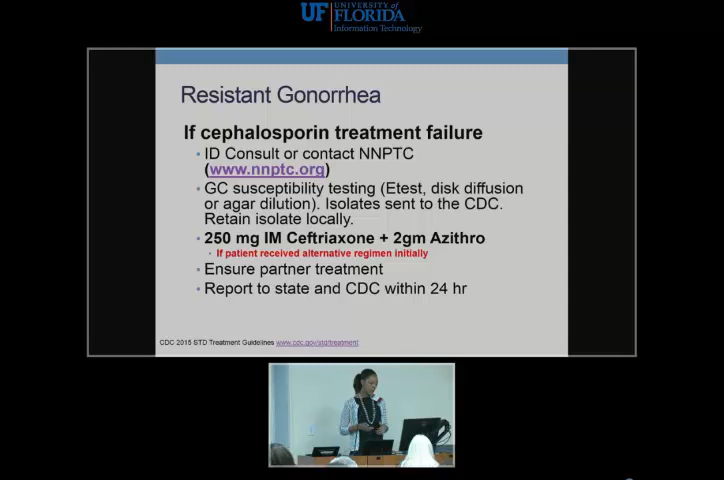 UF UNIVERSITY of
FLORIDA
Information Technology
Resistant Gonorrhea
If cephalosporin treatment failure
• ID Consult or contact NNPTC
(www.nnptc.org)
• GC susceptibility testing (Etest, disk diffusion
or agar dilution). Isolates sent to the CDC.
Retain isolate locally.
• 250 mg IM Ceftriaxone + 2gm Azithro
• If patient received alternative regimen initially
• Ensure partner treatment
• Report to state and CDC within 24 hr
CDC 2015 STD Treatment Guidelines www.cdc.gov/std/treatment